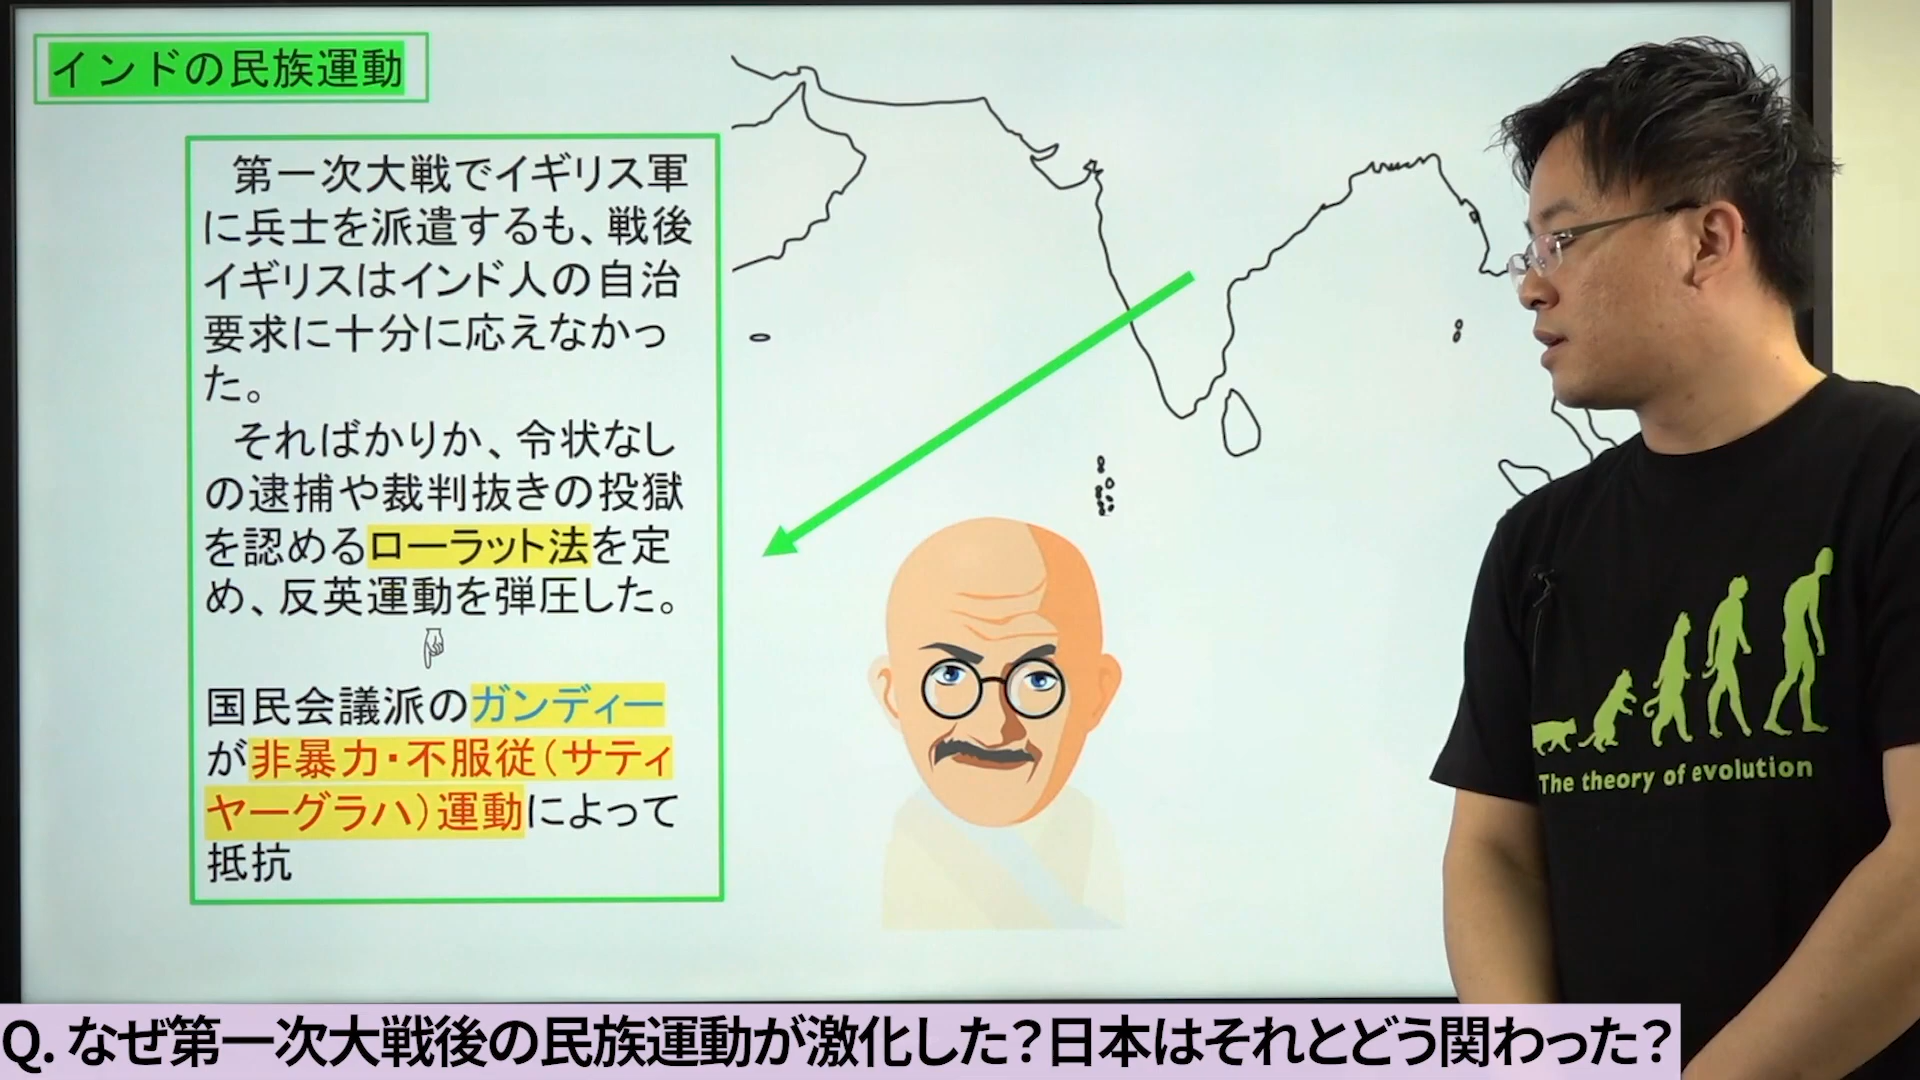 インドの民族運動
第一次大戦でイギリス軍
に兵士を派遣するも、戦後
イギリスはインド人の自治
要求に十分に応えなかっ
た。
そればかりか、令状なし
の逮捕や裁判抜きの投獄
を認めるローラット法を定
め、反英運動を弾圧した。
☟
国民会議派のガンディー
が非暴力・不服従(サティ
ヤーグラハ)運動によって
抵抗
The theory of evolution
Q. なぜ第一次大戦後の民族運動が激化した?日本はそれとどう関わった?